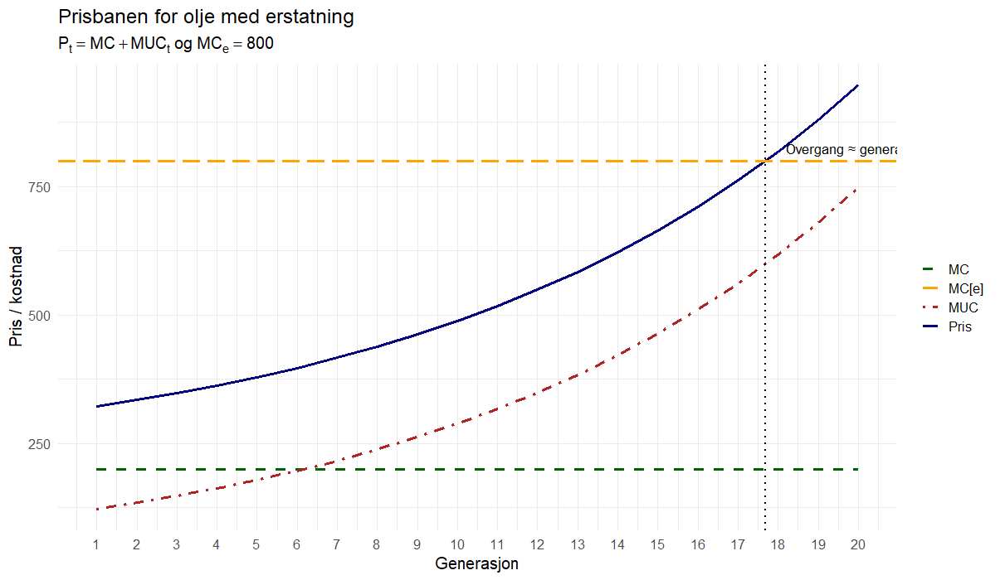 Prisbanen for olje med erstatning
Pt = MC + MUCt og MCe = 800
Pris / kostnad
750
500
250
Overgang ≈
1 2 3 4 5 6 7 8 9 10 11 12 13 14 15 16 17 18 19 20
Generasjon
MC
MC[e]
MUC
Pris